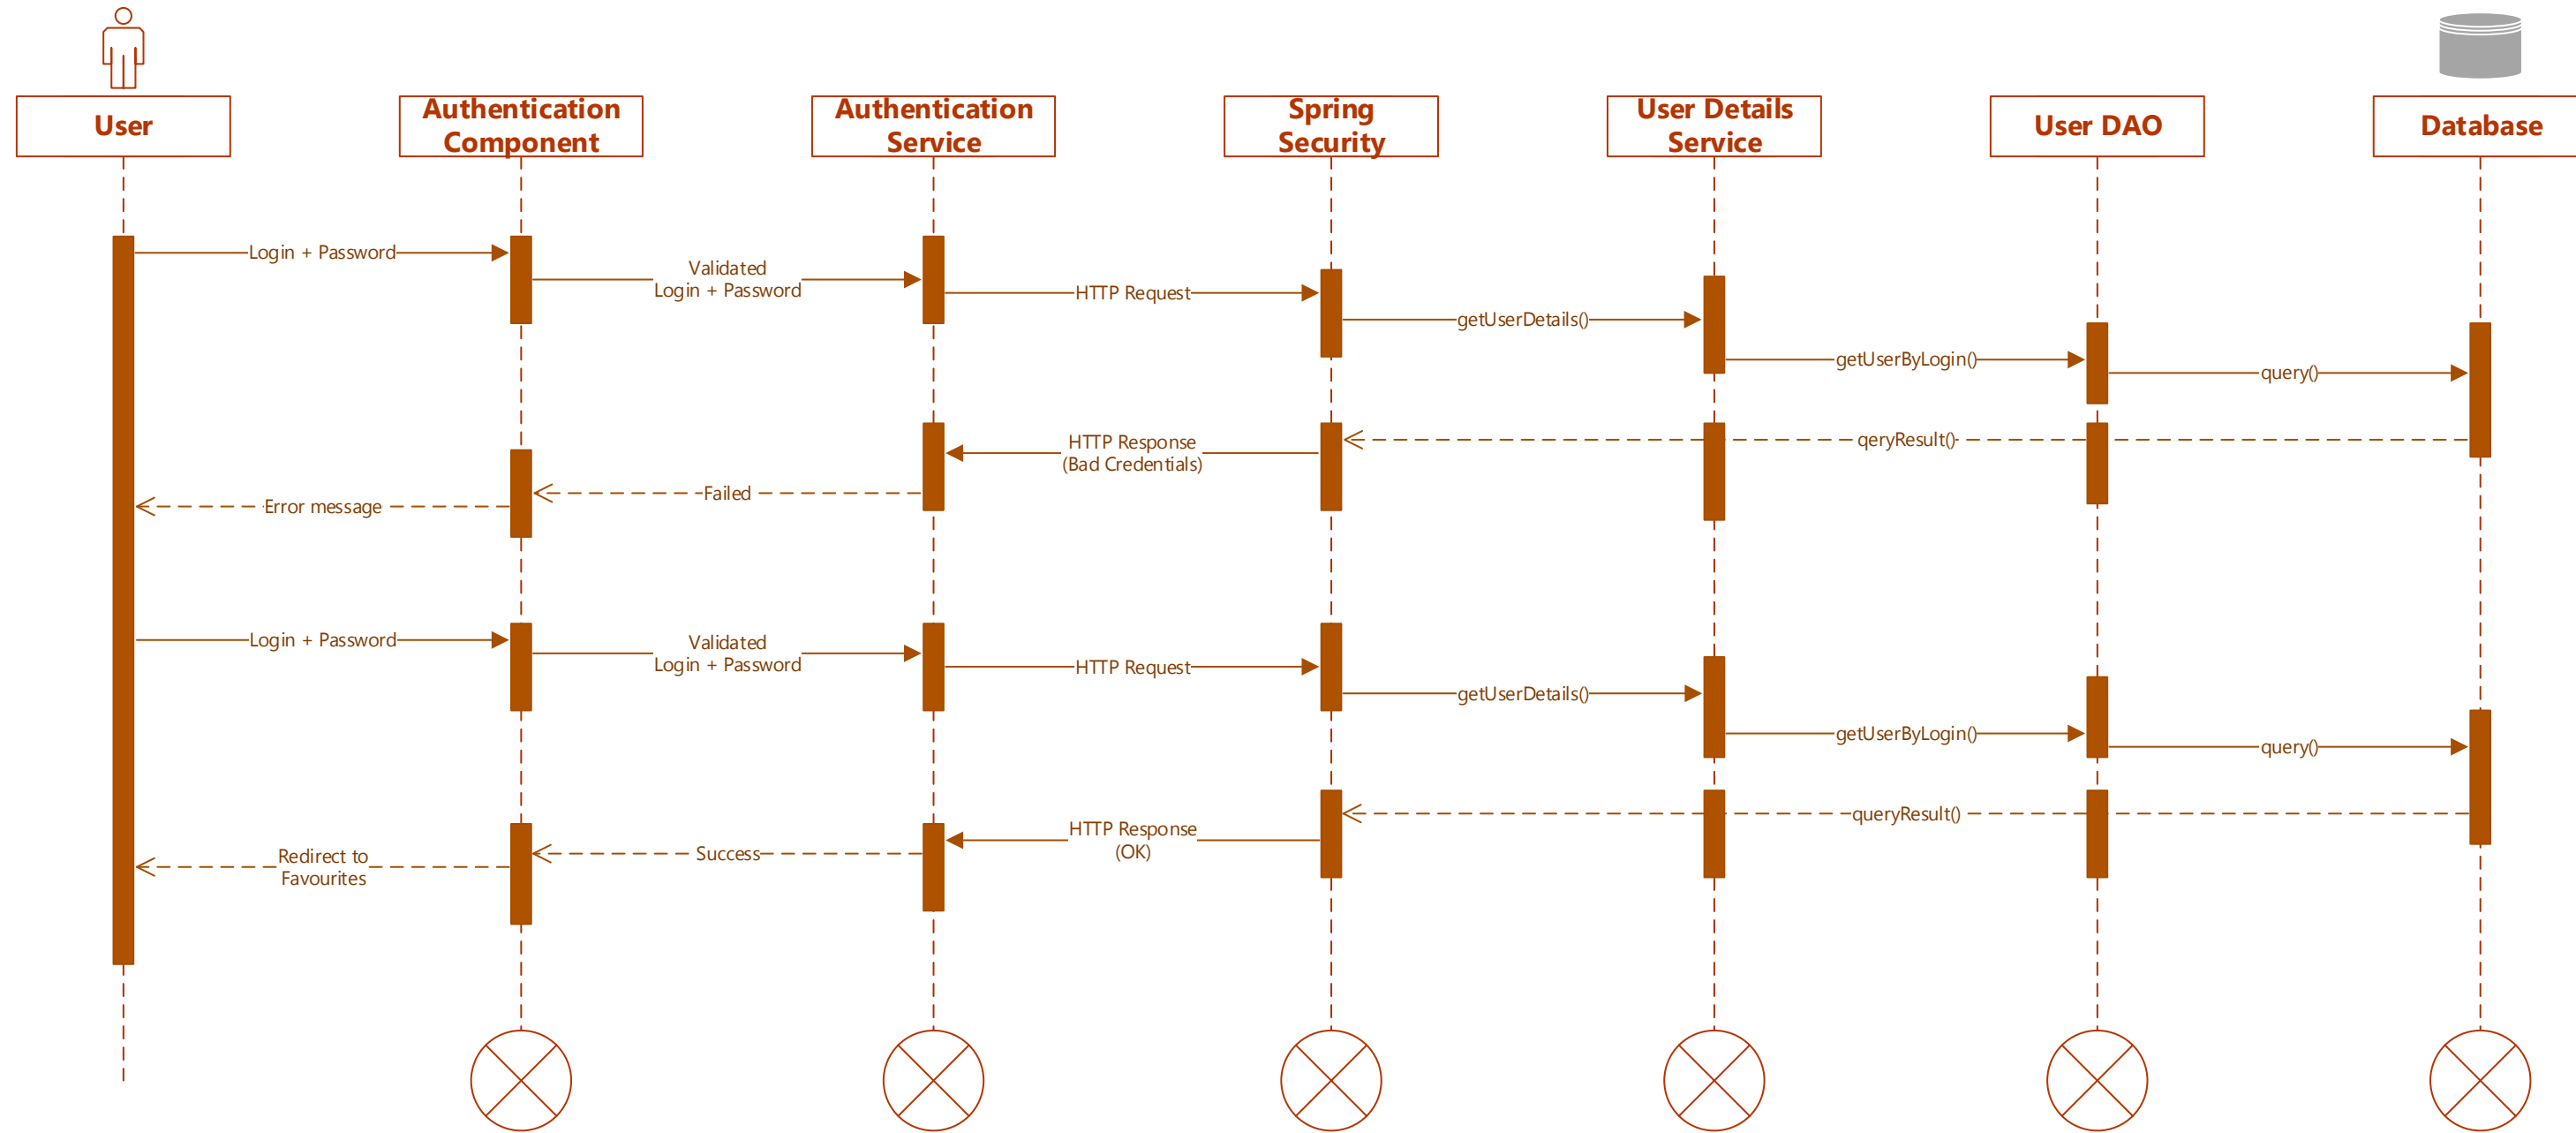 User
Authentication
Component
Authentication
Service
Spring
Security
User Details
Service
User DAO
Database
Login + Password
Validated
Login + Password
HTTP Request
getUserDetails()
getUserByLogin()
query()
qeryResult()
HTTP Response
(Bad Credentials)
Failed
Error message
Login + Password
Validated
Login + Password
HTTP Request
getUserDetails()
getUserByLogin()
query()
queryResult()
HTTP Response
(OK)
Success
Redirect to
Favourites